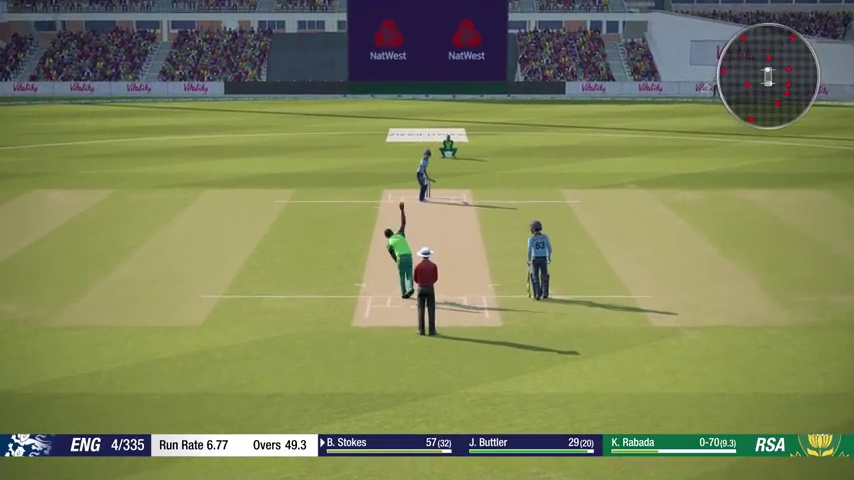 NatWest NatWest
Vitality Vitality Vitality Vitality Vitality
63
ENG 4/335 Run Rate 6.77 Overs 49.3 B. Stokes 57 (32) J. Buttler 29 (20) K. Rabada 0-70 (9.3) RSA